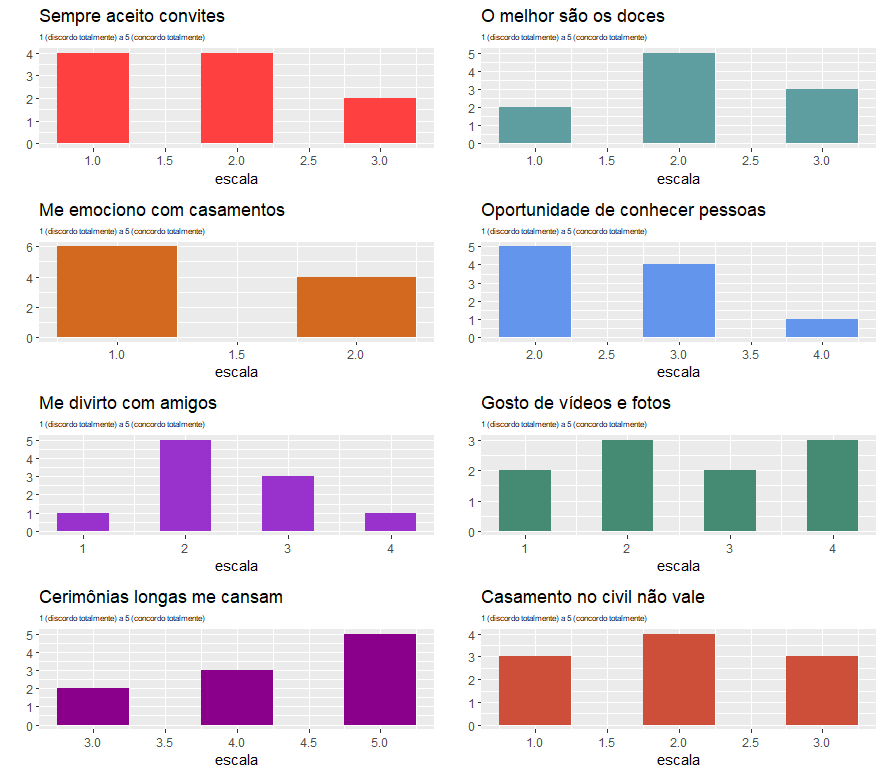 Sempre aceito convites
1 (discordo totalmente) a 5 (concordo totalmente)
4
3
2
1
0
1.0 1.5 2.0 2.5 3.0
escala
O melhor são os doces
1 (discordo totalmente) a 5 (concordo totalmente)
5
4
3
2
1
0
1.0 1.5 2.0 2.5 3.0
escala
Me emociono com casamentos
1 (discordo totalmente) a 5 (concordo totalmente)
6
4
2
0
1.0 1.5 2.0
escala
Oportunidade de conhecer pessoas
1 (discordo totalmente) a 5 (concordo totalmente)
5
4
3
2
1
0
2.0 2.5 3.0 3.5 4.0
escala
Me divirto com amigos
1 (discordo totalmente) a 5 (concordo totalmente)
5
4
3
2
1
0
1 2 3 4
escala
Gosto de vídeos e fotos
1 (discordo totalmente) a 5 (concordo totalmente)
3
2
1
0
1 2 3 4
escala
Cerimônias longas me cansam
1 (discordo totalmente) a 5 (concordo totalmente)
5
4
3
2
1
0
3.0 3.5 4.0 4.5 5.0
escala
Casamento no civil não vale
1 (discordo totalmente) a 5 (concordo totalmente)
4
3
2
1
0
1.0 1.5 2.0 2.5 3.0
escala